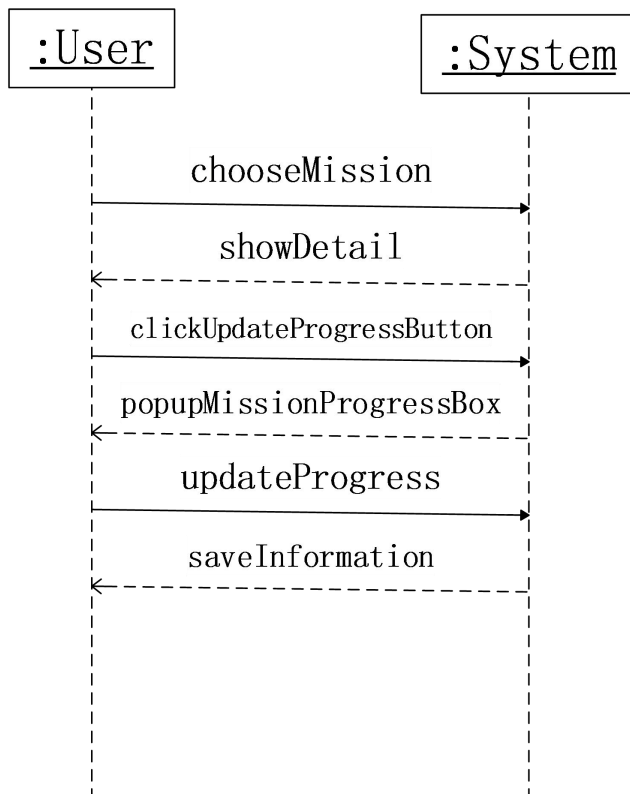 :User
:System
chooseMission
showDetail
clickUpdateProgressButton
popupMissionProgressBox
updateProgress
saveInformation